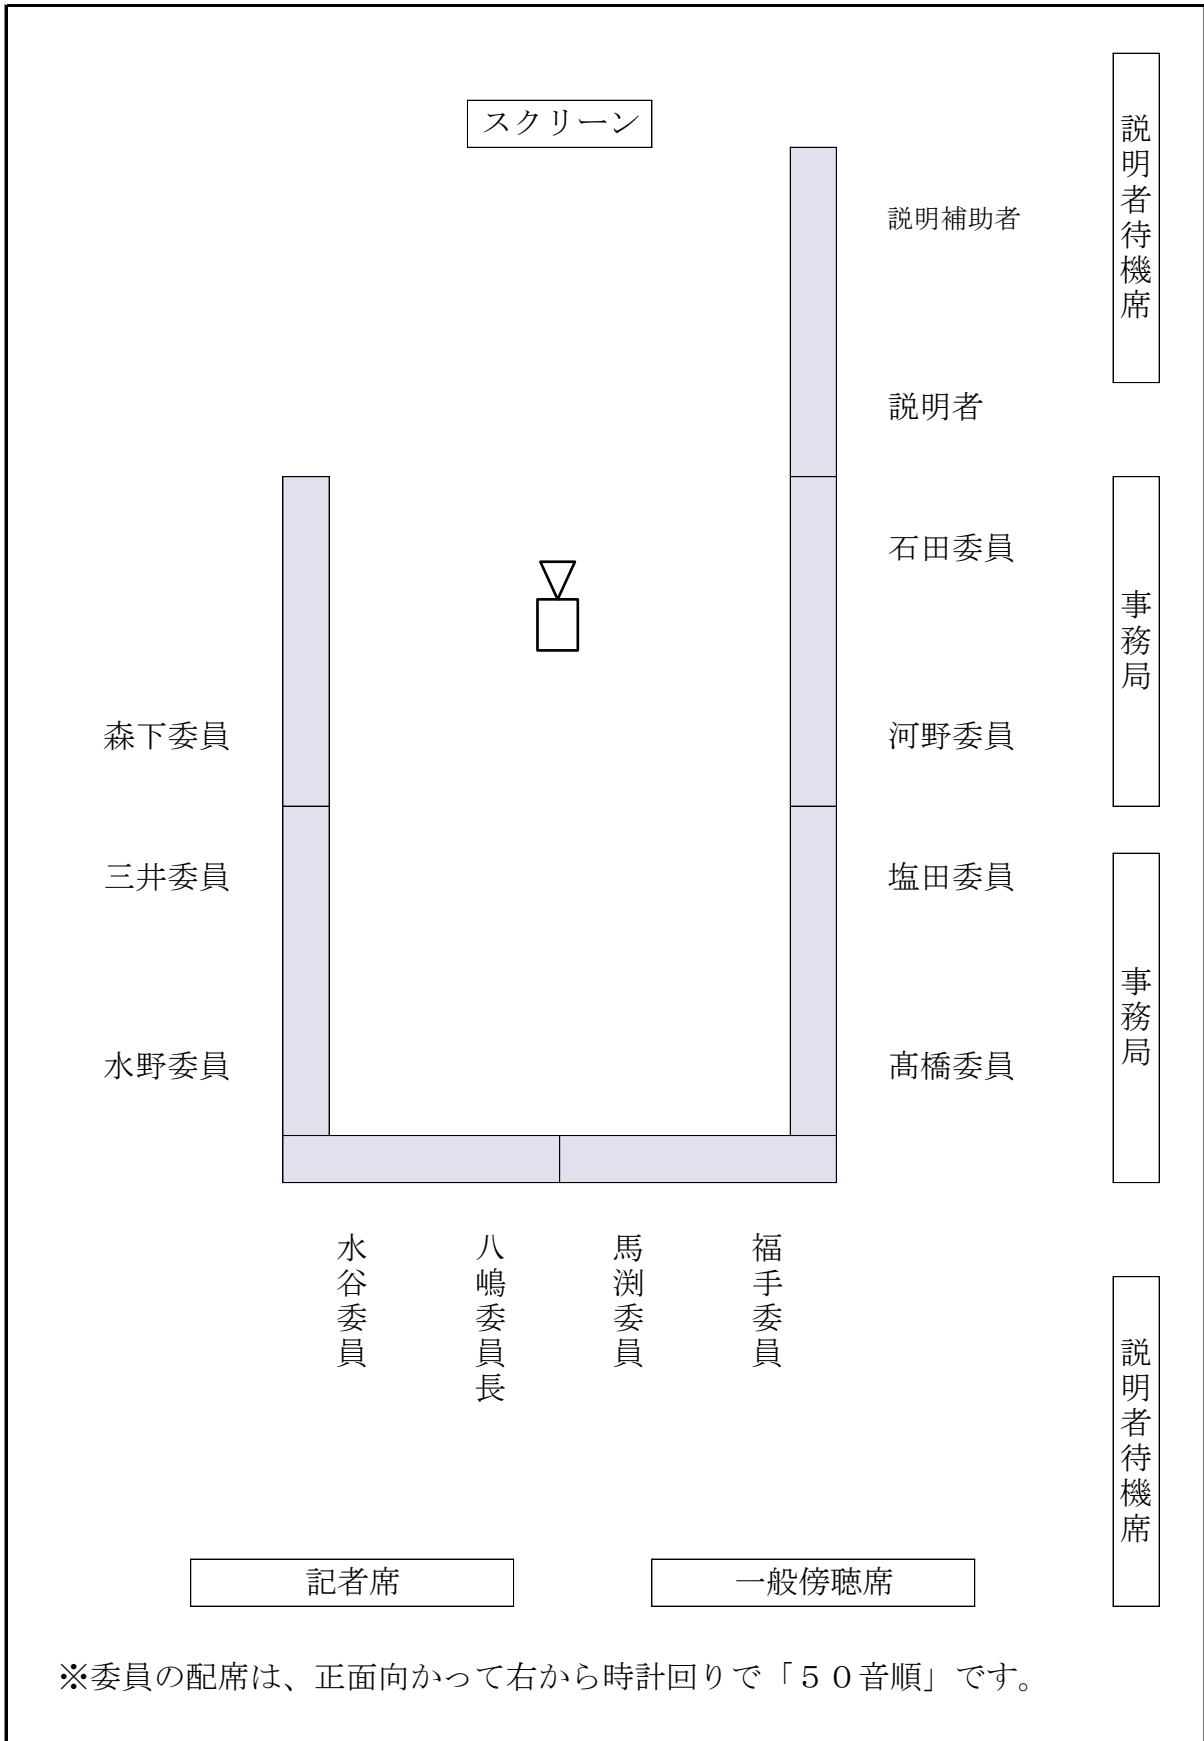 スクリーン
説明者待機席
説明補助者
説明者
石田委員
事務局
森下委員
河野委員
三井委員
塩田委員
事務局
水野委員
髙橋委員
水谷委員
八嶋委員長
馬渕委員
福手委員
説明者待機席
記者席
一般傍聴席
※委員の配席は、正面向かって右から時計回りで「５０音順」です。